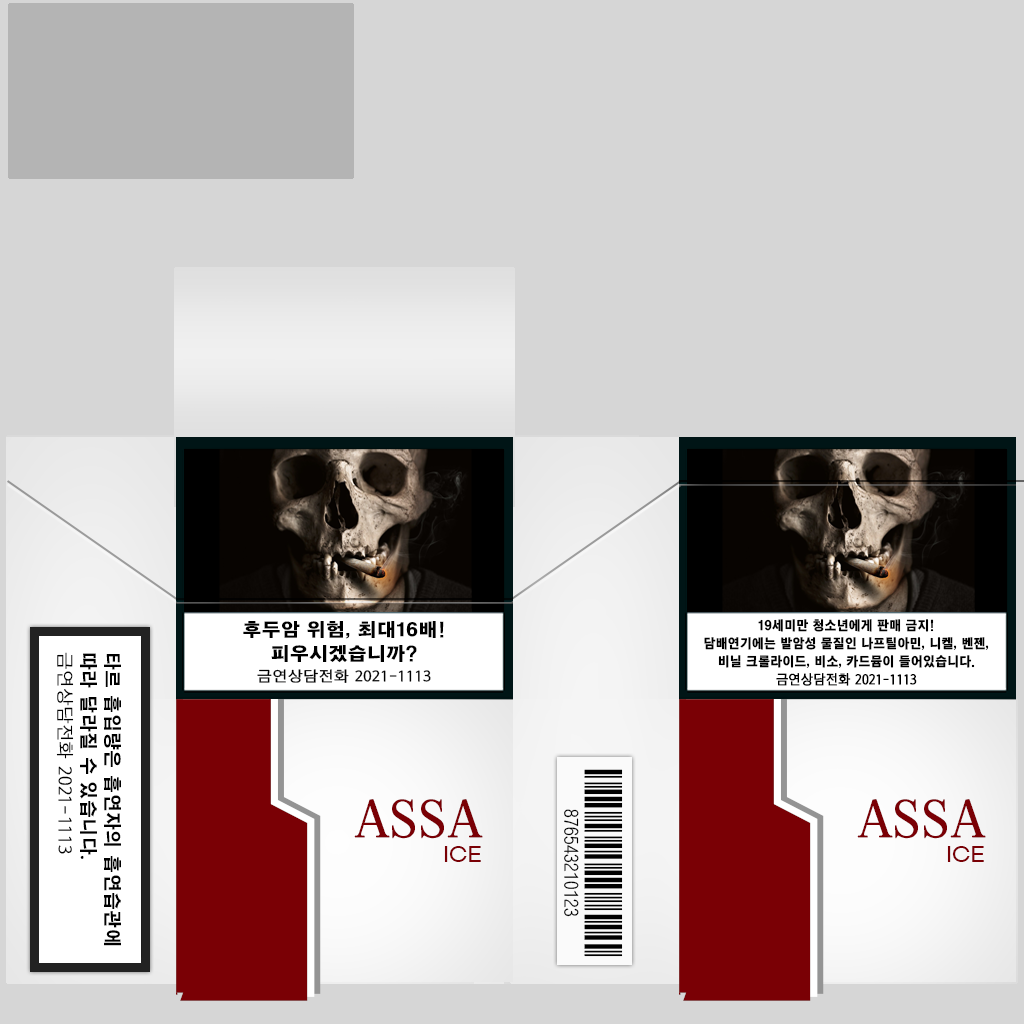 후두암 위험, 최대16배!
피우시겠습니까?
금연상담전화 2021-1113
19세미만 청소년에게 판매 금지!
담배연기에는 발암성 물질인 나프틸아민, 니켈, 벤젠,
비닐 크롤라이드, 비소, 카드뮴이 들어있습니다.
금연상담전화 2021-1113
타르 흡입량은 흡연자의 흡연습관에
따라 달라질 수 있습니다.
금연상담전화 2021-1113
ASSA
ICE
876543210123
ASSA
ICE